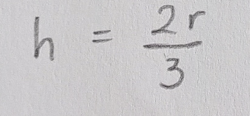 h = 2r/3